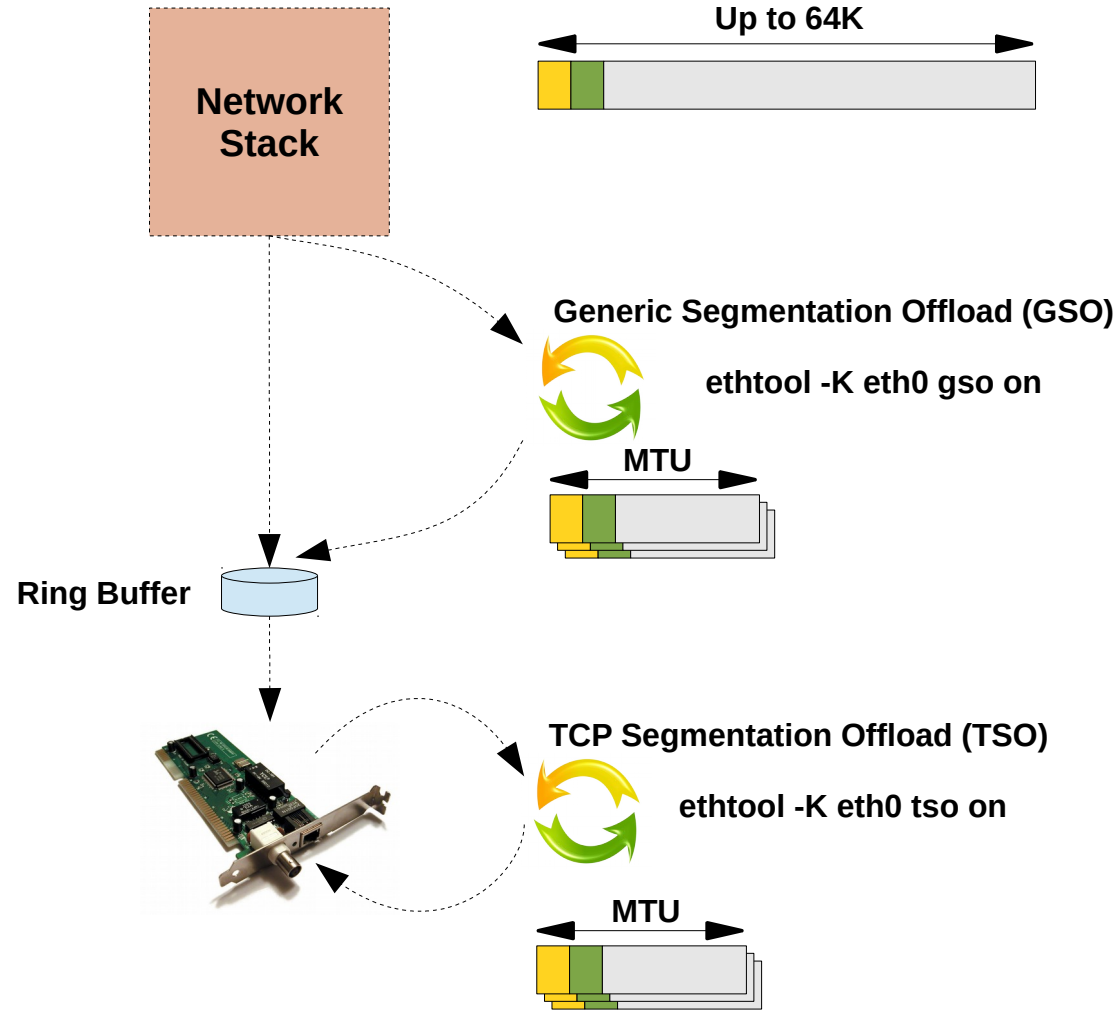 Up to 64K
Network
Stack
Generic Segmentation Offload (GSO)
ethtool -K eth0 gso on
MTU
Ring Buffer
TCP Segmentation Offload (TSO)
ethtool -K eth0 tso on
MTU